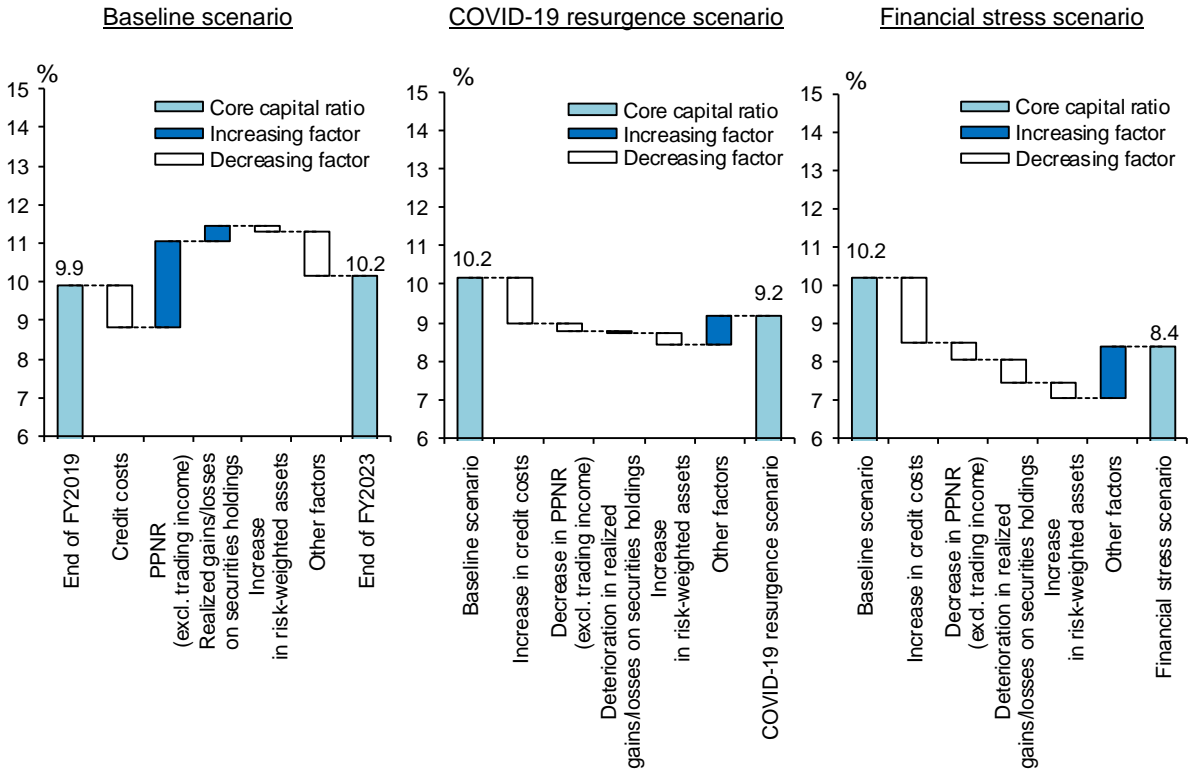 Baseline scenario
%
15
14
13
12
11
10
9
8
7
6
Core capital ratio
Increasing factor
Decreasing factor
9.9
10.2
End of FY2019
Credit costs
PPNR
(excl. trading income)
Realized gains/losses
on securities holdings
Increase
in risk-weighted assets
Other factors
End of FY2023
COVID-19 resurgence scenario
%
15
14
13
12
11
10
9
8
7
6
Core capital ratio
Increasing factor
Decreasing factor
10.2
9.2
Baseline scenario
Increase in credit costs
Decrease in PPNR
(excl. trading income)
Deterioration in realized
gains/losses on securities holdings
Increase
in risk-weighted assets
Other factors
COVID-19 resurgence scenario
Financial stress scenario
%
15
14
13
12
11
10
9
8
7
6
Core capital ratio
Increasing factor
Decreasing factor
10.2
8.4
Baseline scenario
Increase in credit costs
Decrease in PPNR
(excl. trading income)
Deterioration in realized
gains/losses on securities holdings
Increase
in risk-weighted assets
Other factors
Financial stress scenario